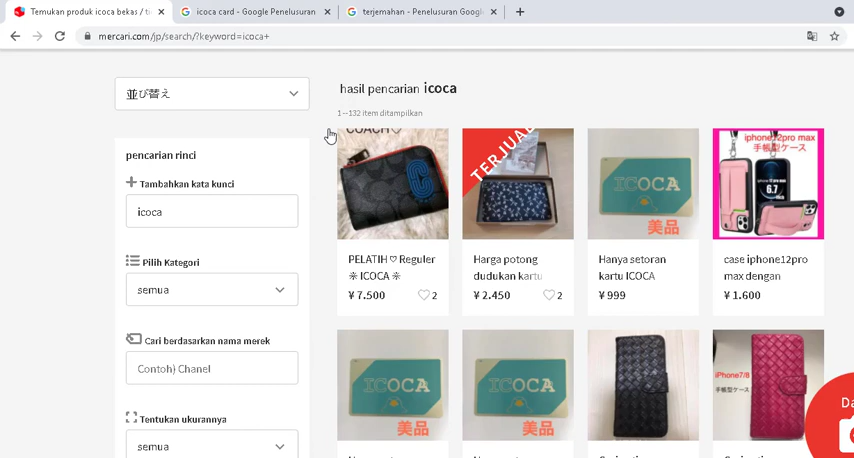 Temukan produk icoca bekas / ti
icoca card - Google Penelusuran
terjemahan - Penelusuran Google
mercari.com/jp/search/?keyword=icoca+
並び替え
hasil pencarian icoca
1--132 item ditampilkan
pencarian rinci
Tambahkan kata kunci
icoca
Pilih Kategori
semua
Cari berdasarkan nama merek
Contoh) Chanel
Tentukan ukurannya
semua
COACH♡
TERJUAL
ICOCA
美品
iphone12pro max
手帳型ケース
6.7
PELATIH ♡ Reguler
※ ICOCA ※
¥ 7.500
2
Harga potong
dudukan kartu
¥ 2.450
2
Hanya setoran
kartu ICOCA
¥ 999
case iphone12pro
max dengan
¥ 1.600
ICOCA
美品
ICOCA
美品
iPhone7/8
手帳型ケース
Da